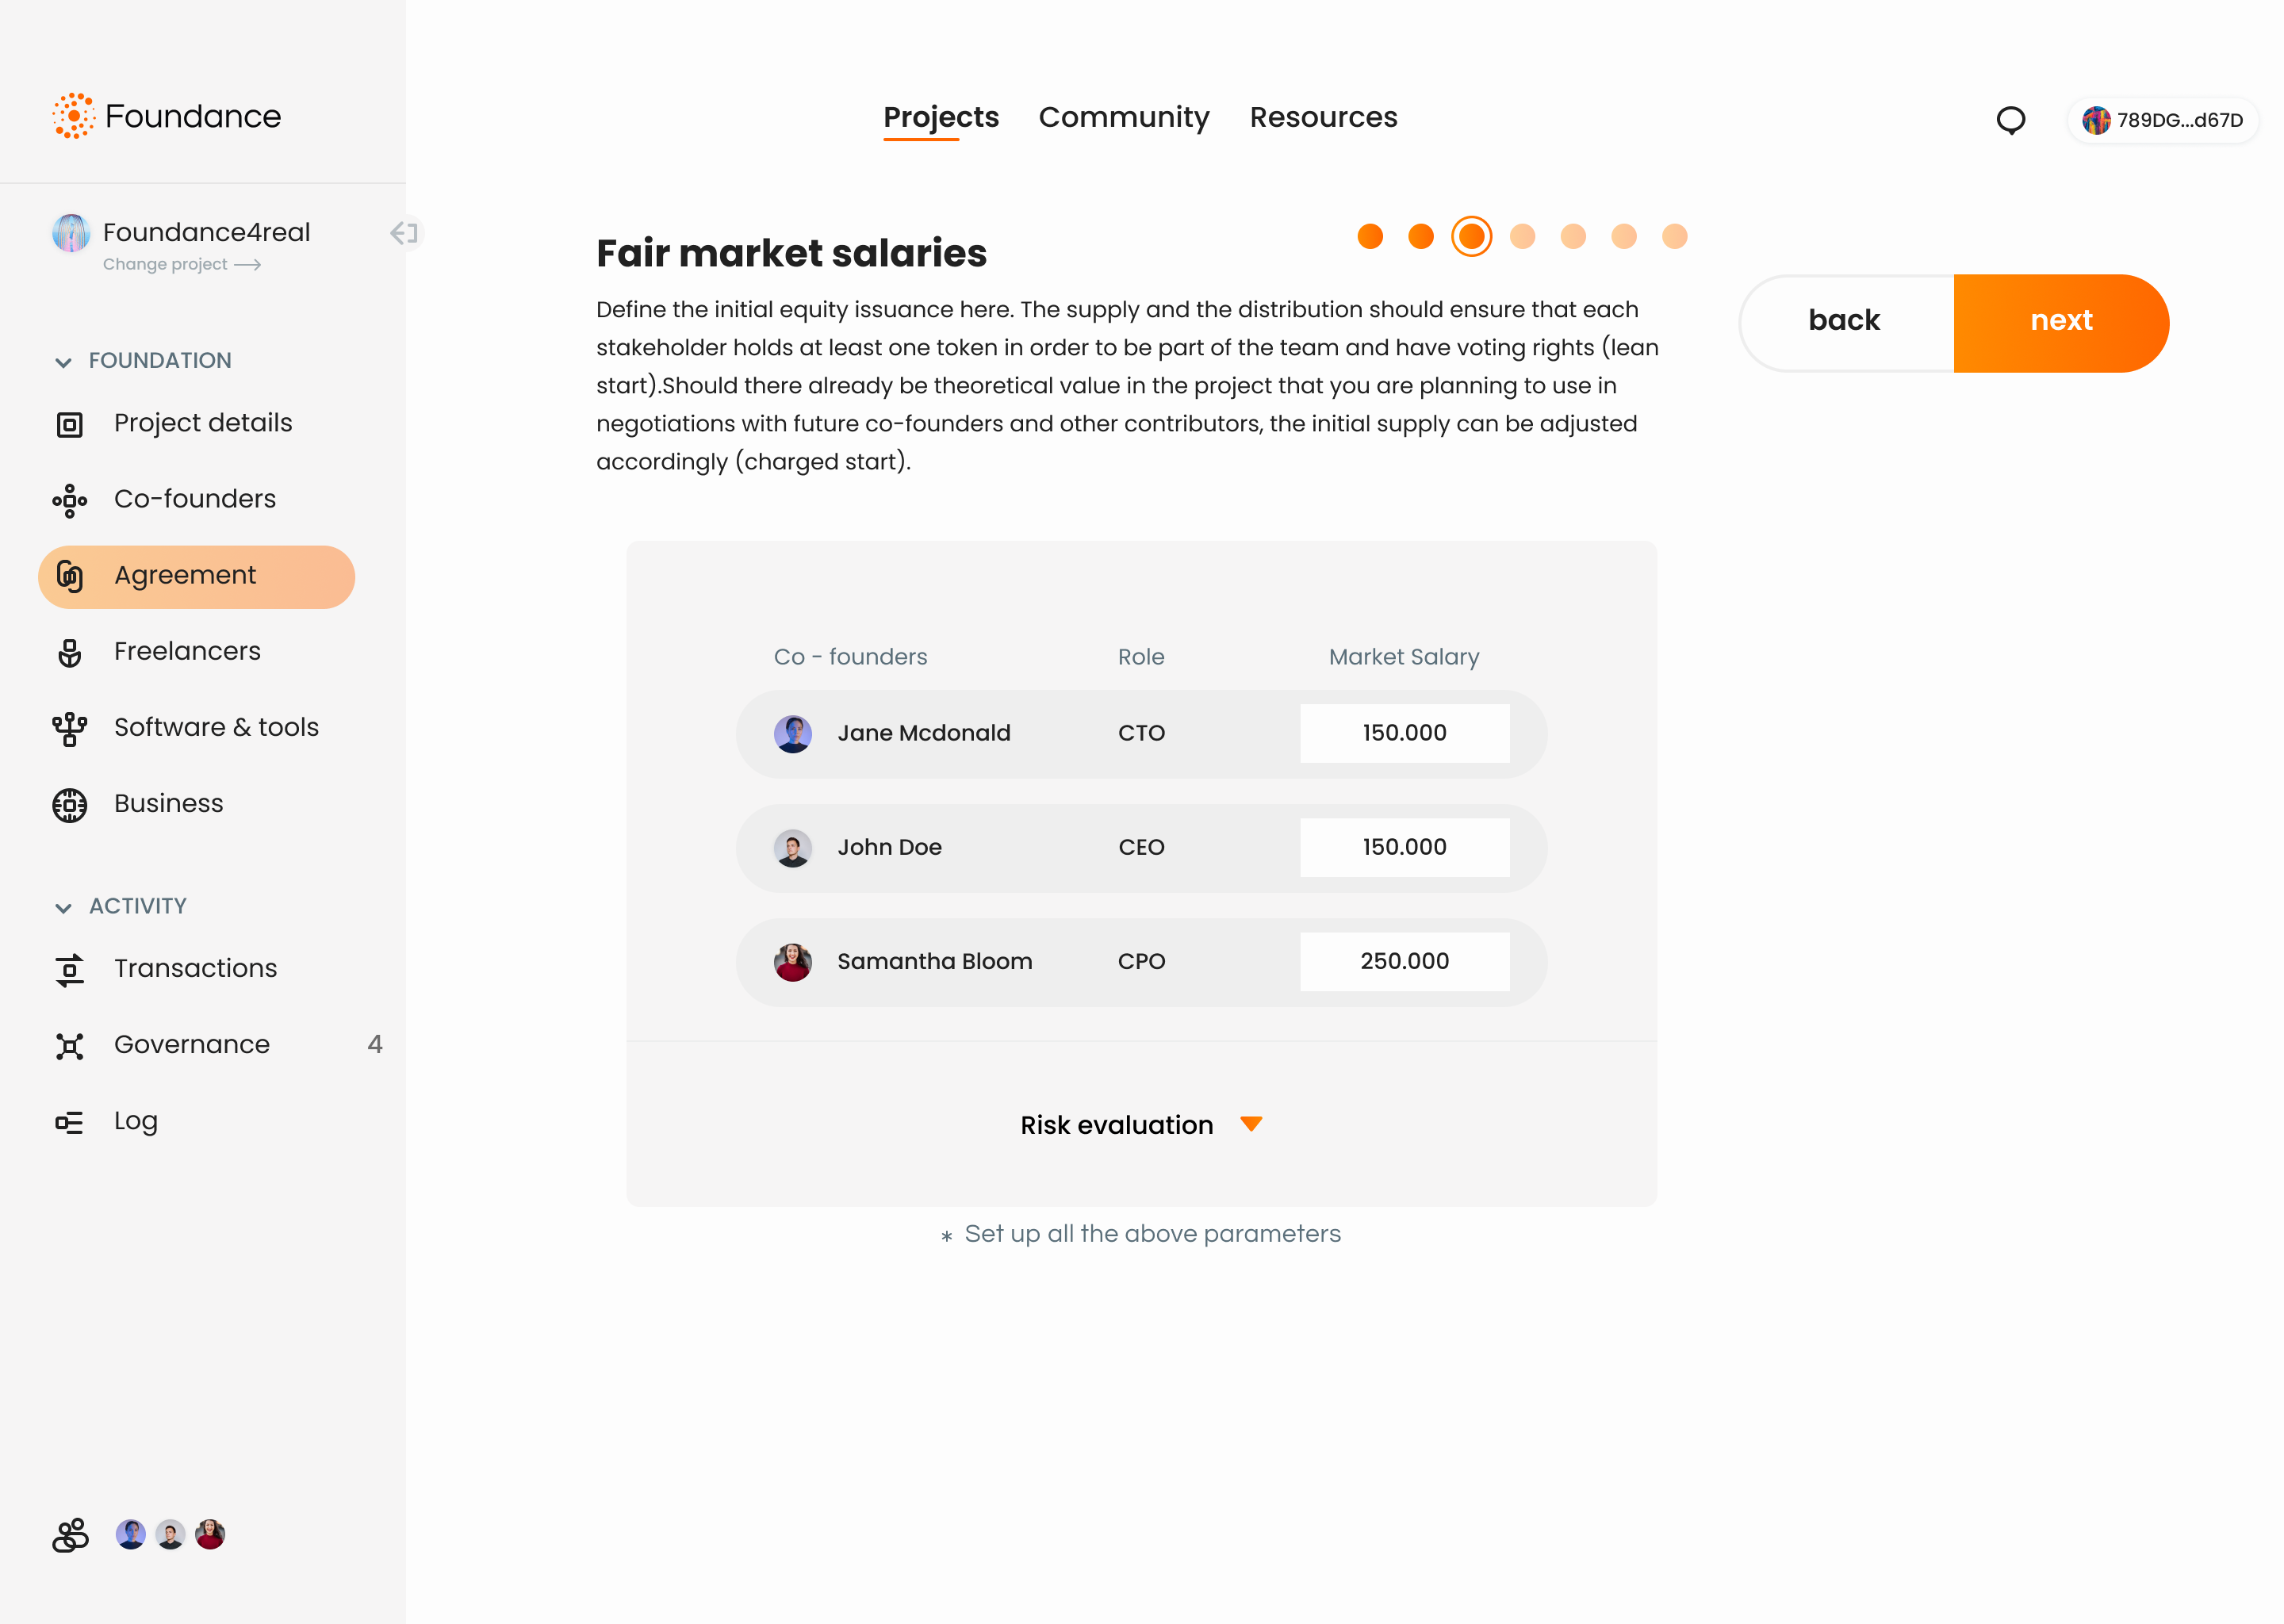 Foundance
Projects
Community
Resources
789DG...d67D
Foundance4real
Change project
FOUNDATION
Project details
Co-founders
Agreement
Freelancers
Software & tools
Business
ACTIVITY
Transactions
Governance 4
Log
Fair market salaries
Define the initial equity issuance here. The supply and the distribution should ensure that each
stakeholder holds at least one token in order to be part of the team and have voting rights (lean
start).Should there already be theoretical value in the project that you are planning to use in
negotiations with future co-founders and other contributors, the initial supply can be adjusted
accordingly (charged start).
back
next
Co - founders Role Market Salary
Jane Mcdonald CTO 150.000
John Doe CEO 150.000
Samantha Bloom CPO 250.000
Risk evaluation
* Set up all the above parameters